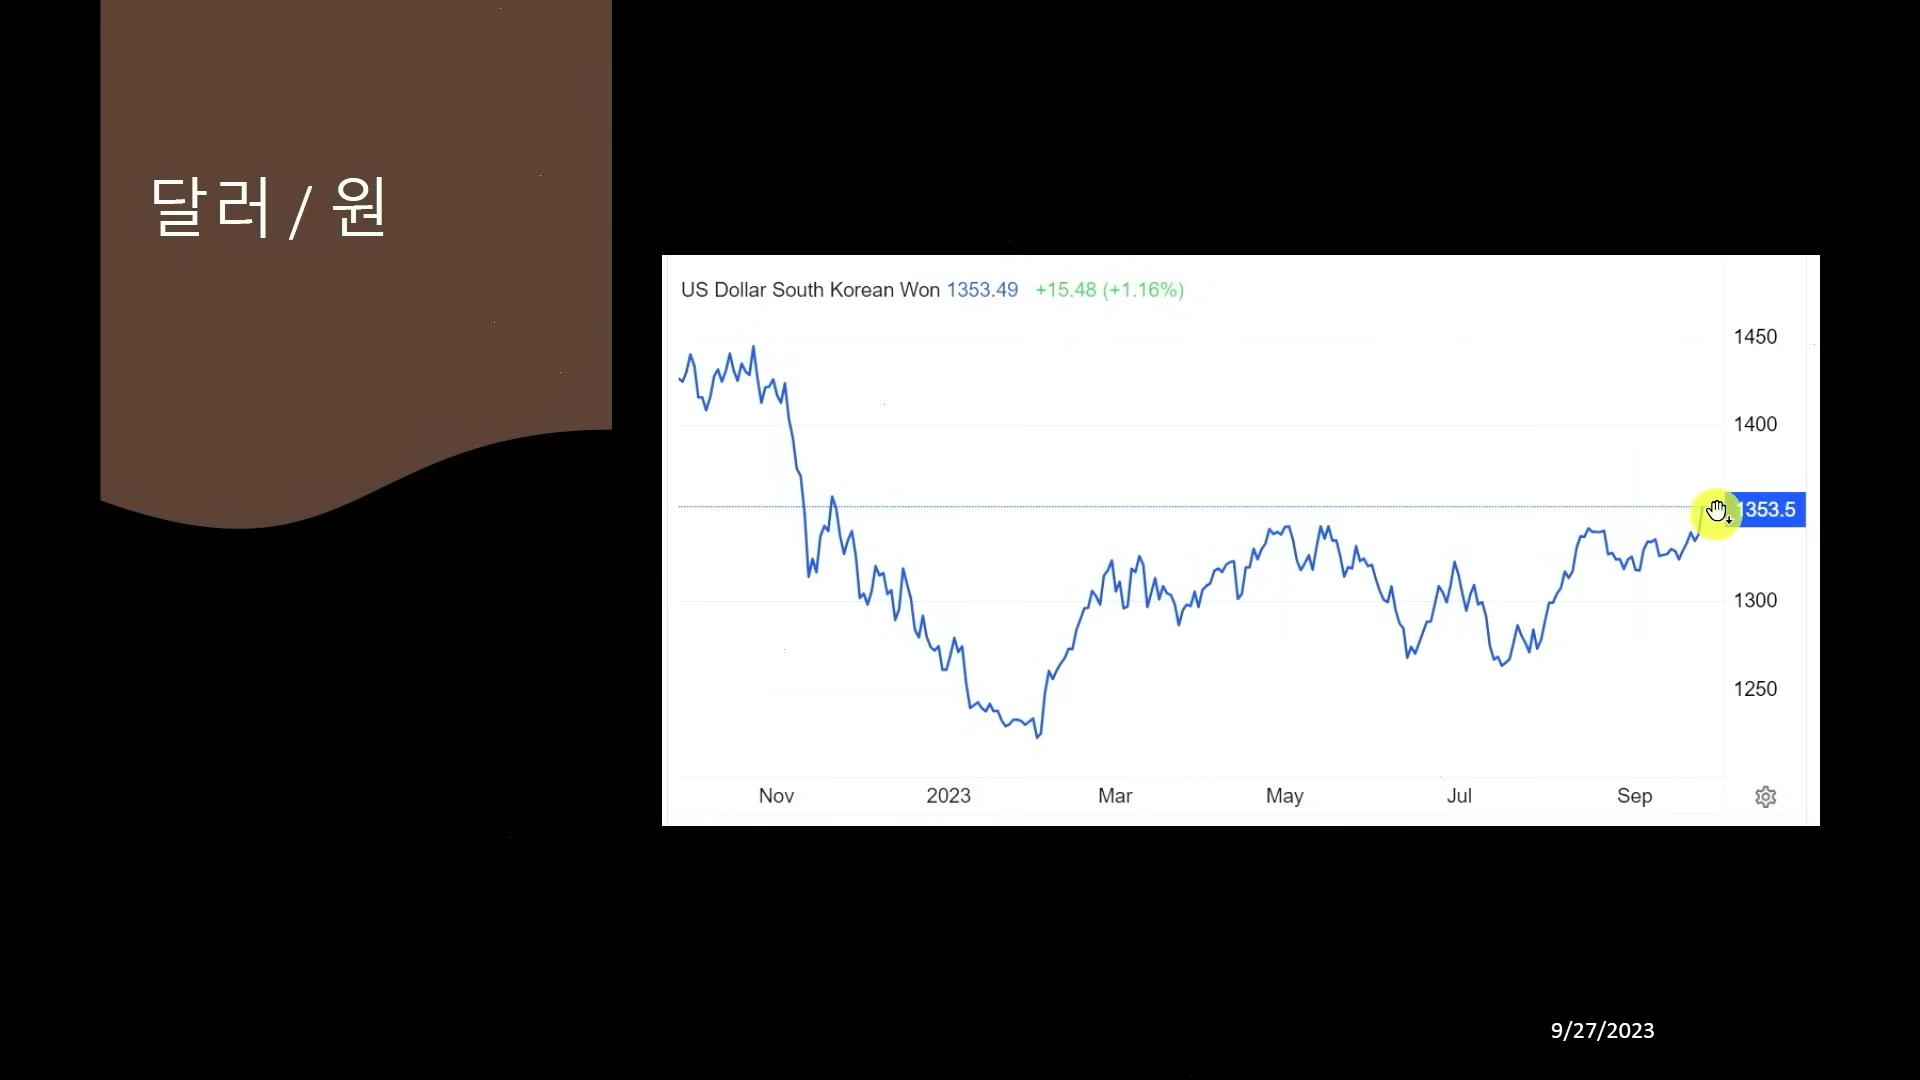 달러 / 원
US Dollar South Korean Won 1353.49 +15.48 (+1.16%)
1450
1400
1353.5
1300
1250
Nov 2023 Mar May Jul Sep
9/27/2023